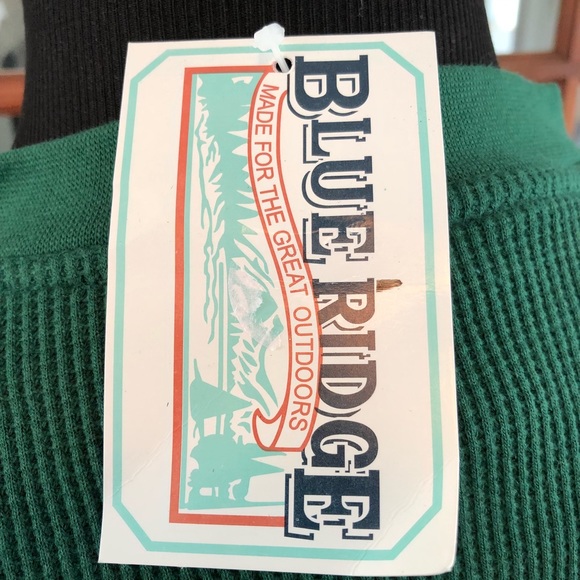 BLUE RIDGE
MADE FOR THE GREAT OUTDOORS